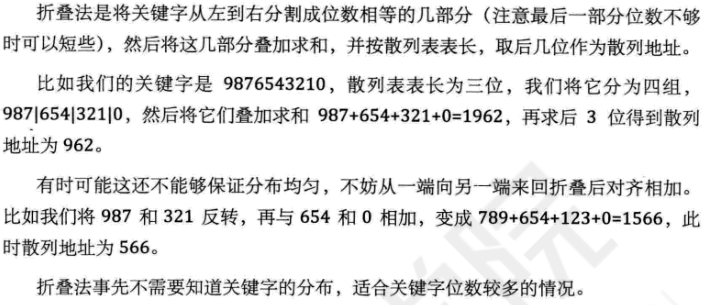 折叠法是将关键字从左到右分割成位数相等的几部分（注意最后一部分位数不够
时可以短些），然后将这几部分叠加求和，并按散列表表长，取后几位作为散列地址。
比如我们的关键字是 9876543210，散列表表长为三位，我们将它分为四组，
987|654|321|0，然后将它们叠加求和 987+654+321+0=1962，再求后 3 位得到散列
地址为 962。
有时可能这还不能够保证分布均匀，不妨从一端向另一端来回折叠后对齐相加。
比如我们将 987 和 321 反转，再与 654 和 0 相加，变成 789+654+123+0=1566，此
时散列地址为 566。
折叠法事先不需要知道关键字的分布，适合关键字位数较多的情况。